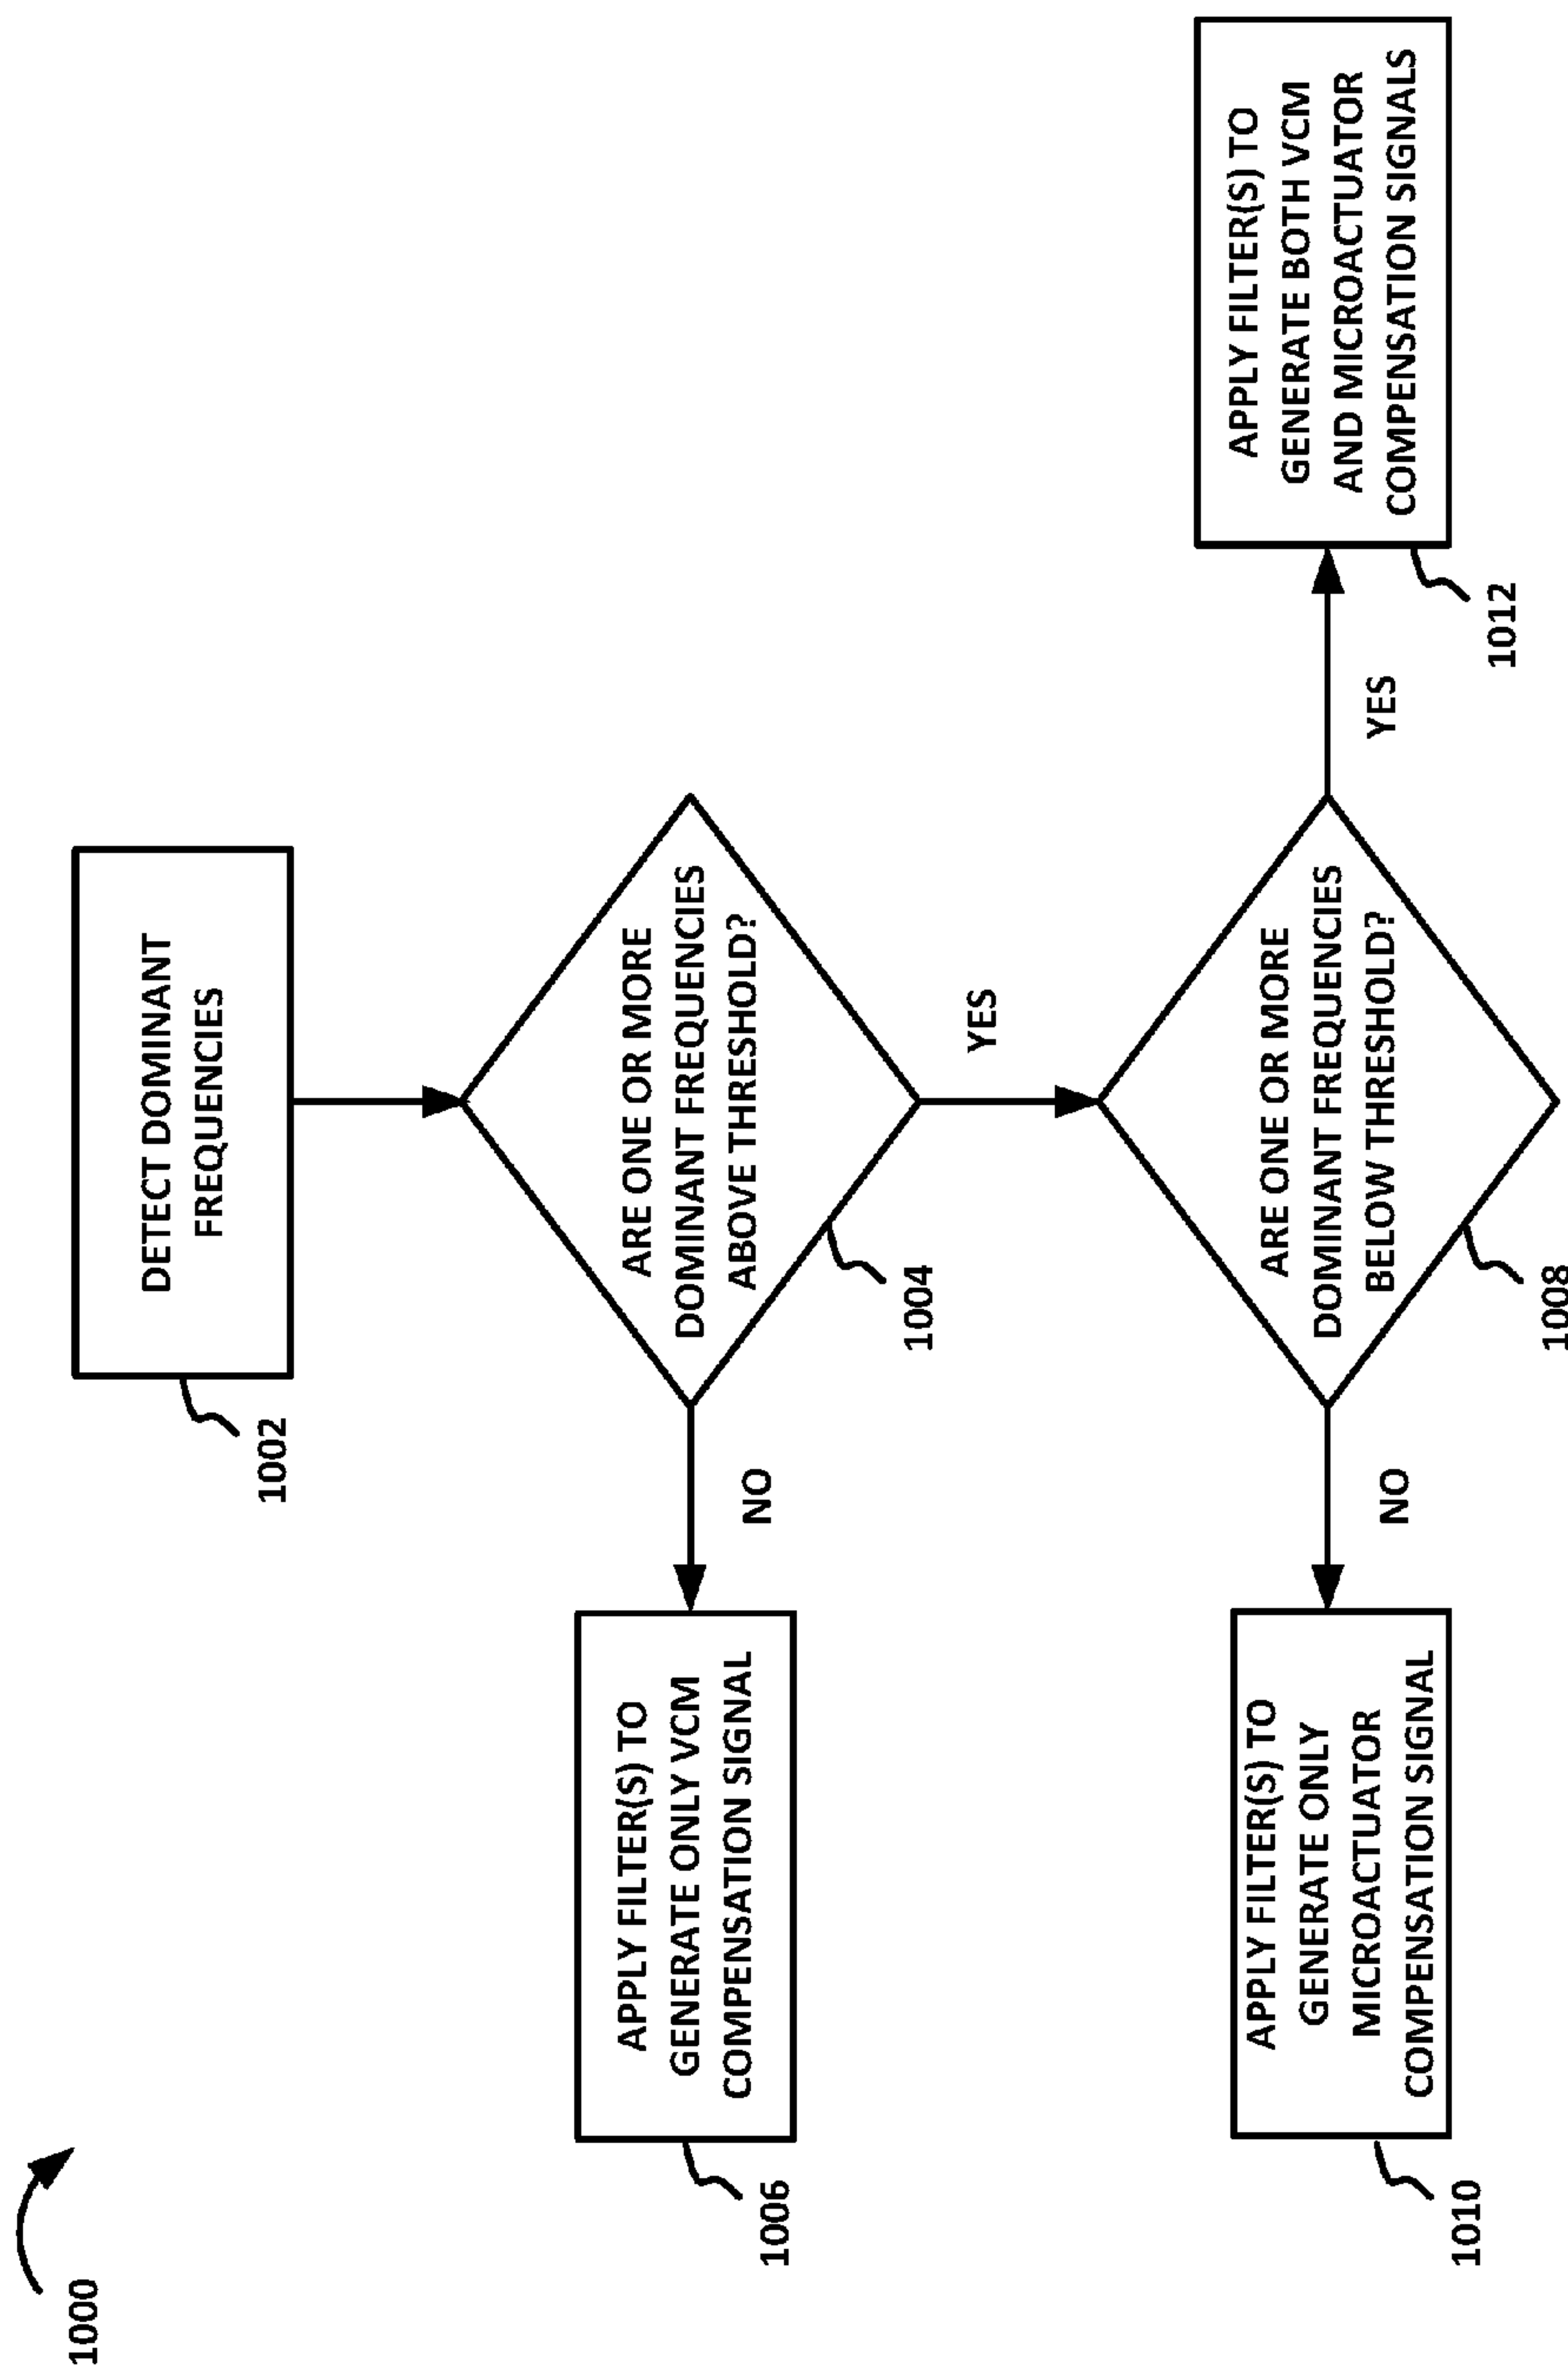 1000
DETECT DOMINANT
FREQUENCIES
1002
ARE ONE OR MORE
DOMINANT FREQUENCIES
ABOVE THRESHOLD?
1004
NO
APPLY FILTER(S) TO
GENERATE ONLY VCM
COMPENSATION SIGNAL
1006
YES
ARE ONE OR MORE
DOMINANT FREQUENCIES
BELOW THRESHOLD?
1008
NO
APPLY FILTER(S) TO
GENERATE ONLY
MICROACTUATOR
COMPENSATION SIGNAL
1010
YES
APPLY FILTER(S) TO
GENERATE BOTH VCM
AND MICROACTUATOR
COMPENSATION SIGNALS
1012